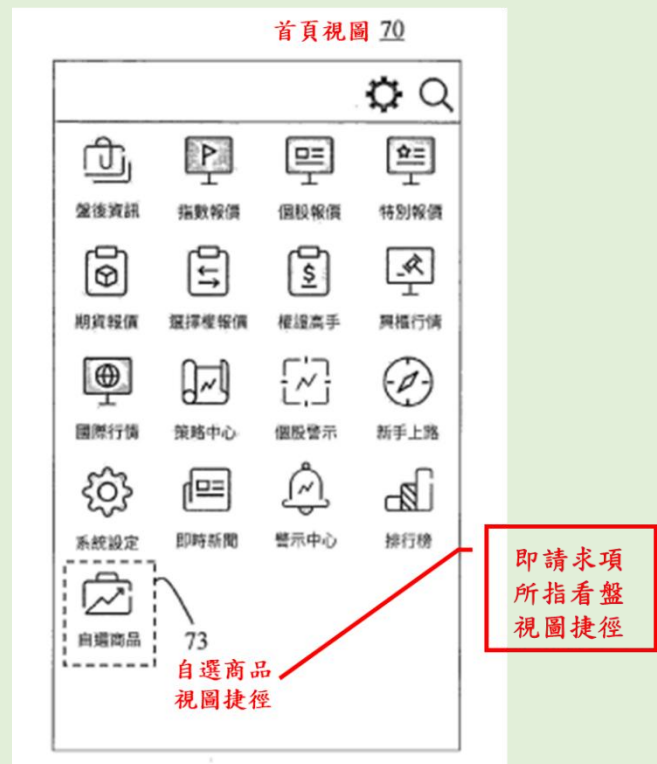 首頁視圖 70
盤後資訊 指數報價 個股報價 特別報價
期貨報價 選擇權報價 權證高手 興櫃行情
國際行情 策略中心 個股警示 新手上路
系統設定 即時新聞 警示中心 排行榜
自選商品
73
自選商品
視圖捷徑
即請求項
所指看盤
視圖捷徑